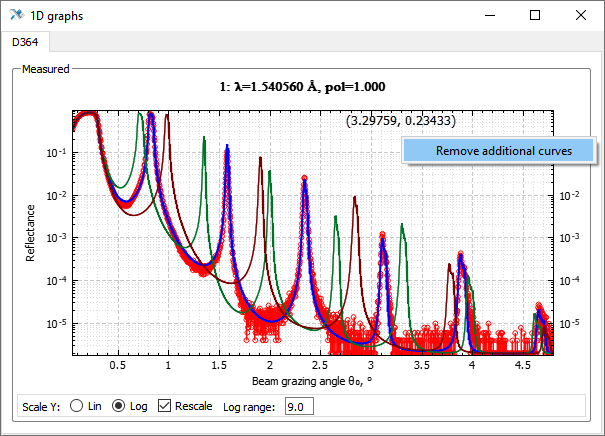 1D graphs
D364
Measured
1: λ=1.540560 Å, pol=1.000
(3.29759, 0.23433)
Remove additional curves
10⁻¹
10⁻²
10⁻³
10⁻⁴
10⁻⁵
10⁻²
10⁻³
10⁻⁴
10⁻⁵
Reflectance
0.5 1 1.5 2 2.5 3 3.5 4 4.5
Beam grazing angle θ₀, °
Scale Y: Lin Log Rescale Log range: 9.0